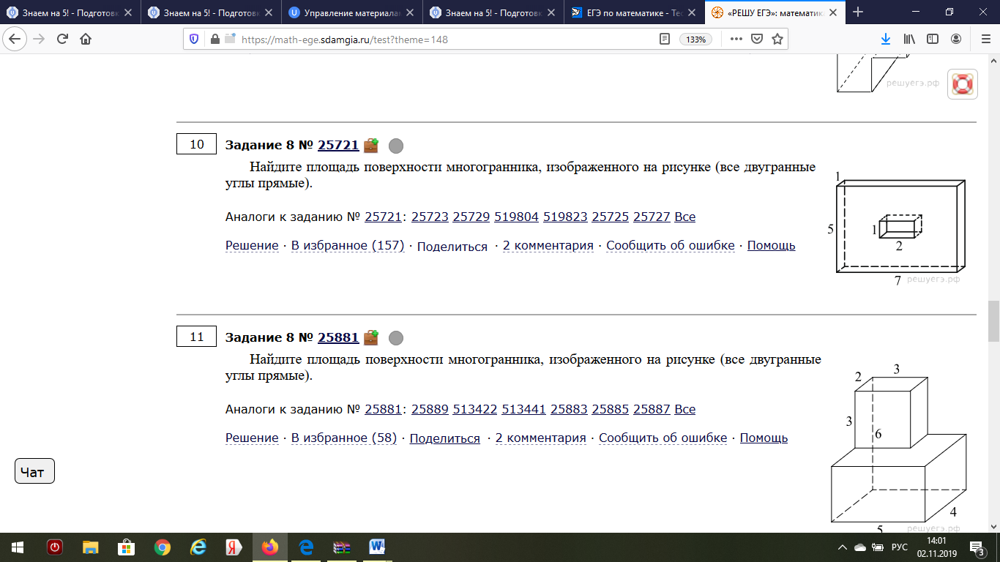 Знаем на 5! - Подготовк
Знаем на 5! - Подготовк
Управление материалам
Знаем на 5! - Подготовк
ЕГЭ по математике - Тес
«РЕШУ ЕГЭ»: математика
https://math-ege.sdamgia.ru/test?theme=148
133%
решуегэ.рф
10
Задание 8 № 25721
Найдите площадь поверхности многогранника, изображенного на рисунке (все двугранные
углы прямые).
Аналоги к заданию № 25721: 25723 25729 519804 519823 25725 25727 Все
Решение · В избранное (157) · Поделиться · 2 комментария · Сообщить об ошибке · Помощь
1
5
1
2
7
решуегэ.рф
11
Задание 8 № 25881
Найдите площадь поверхности многогранника, изображенного на рисунке (все двугранные
углы прямые).
Аналоги к заданию № 25881: 25889 513422 513441 25883 25885 25887 Все
Решение · В избранное (58) · Поделиться · 2 комментария · Сообщить об ошибке · Помощь
2
3
3
6
4
5
решуегэ.рф
Чат
РУС
14:01
02.11.2019
3